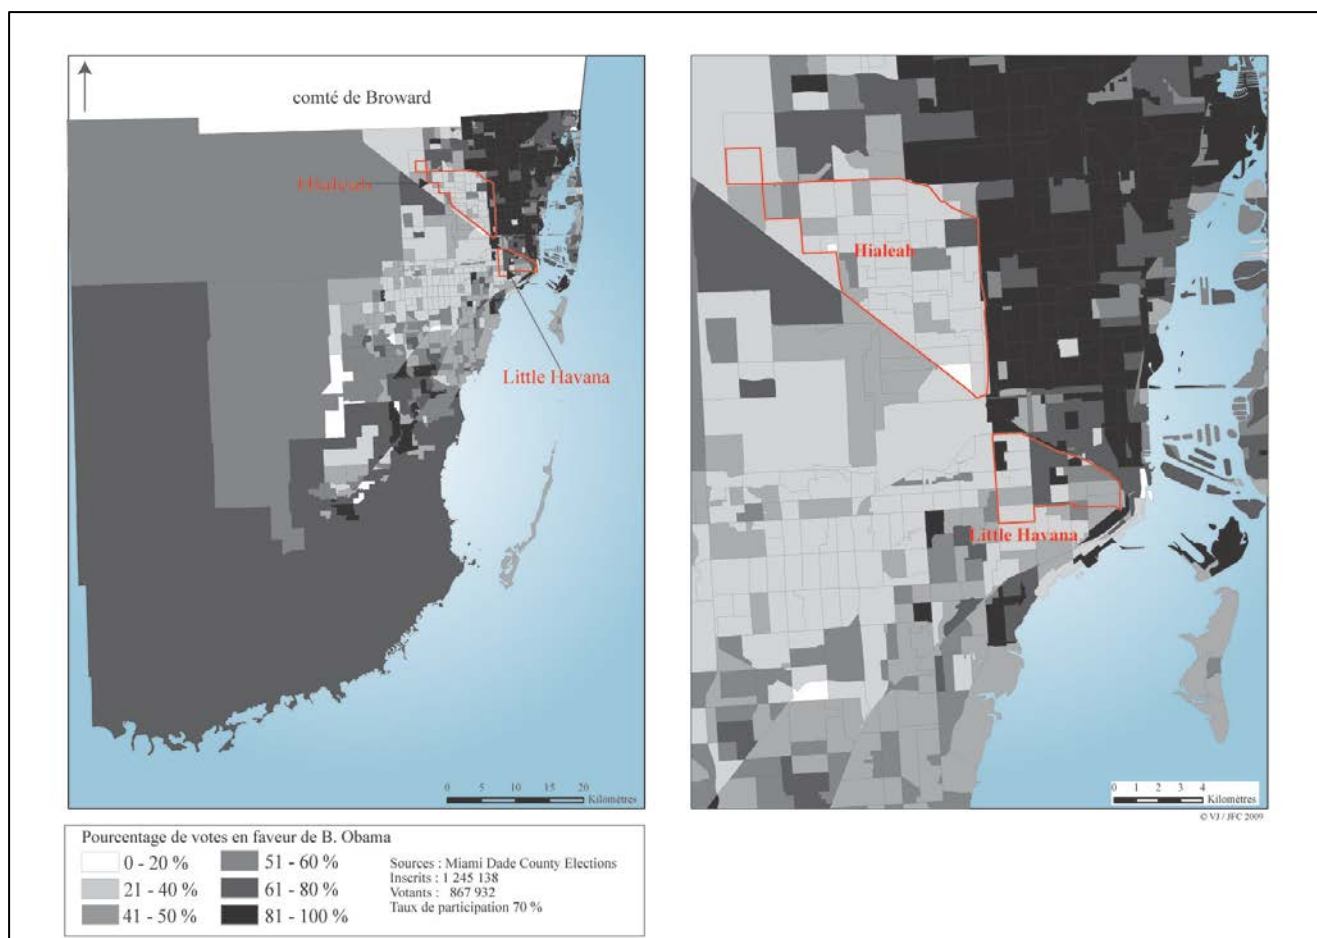 comté de Broward
Hialeah
Little Havana
0 5 10 20
Kilomètres
Hialeah
Little Havana
0 1 2 3 4
Kilomètres
© VJ / JFC 2009
Pourcentage de votes en faveur de B. Obama
0 - 20 %
21 - 40 %
41 - 50 %
51 - 60 %
61 - 80 %
81 - 100 %
Sources : Miami Dade County Elections
Inscrits : 1 245 138
Votants : 867 932
Taux de participation 70 %